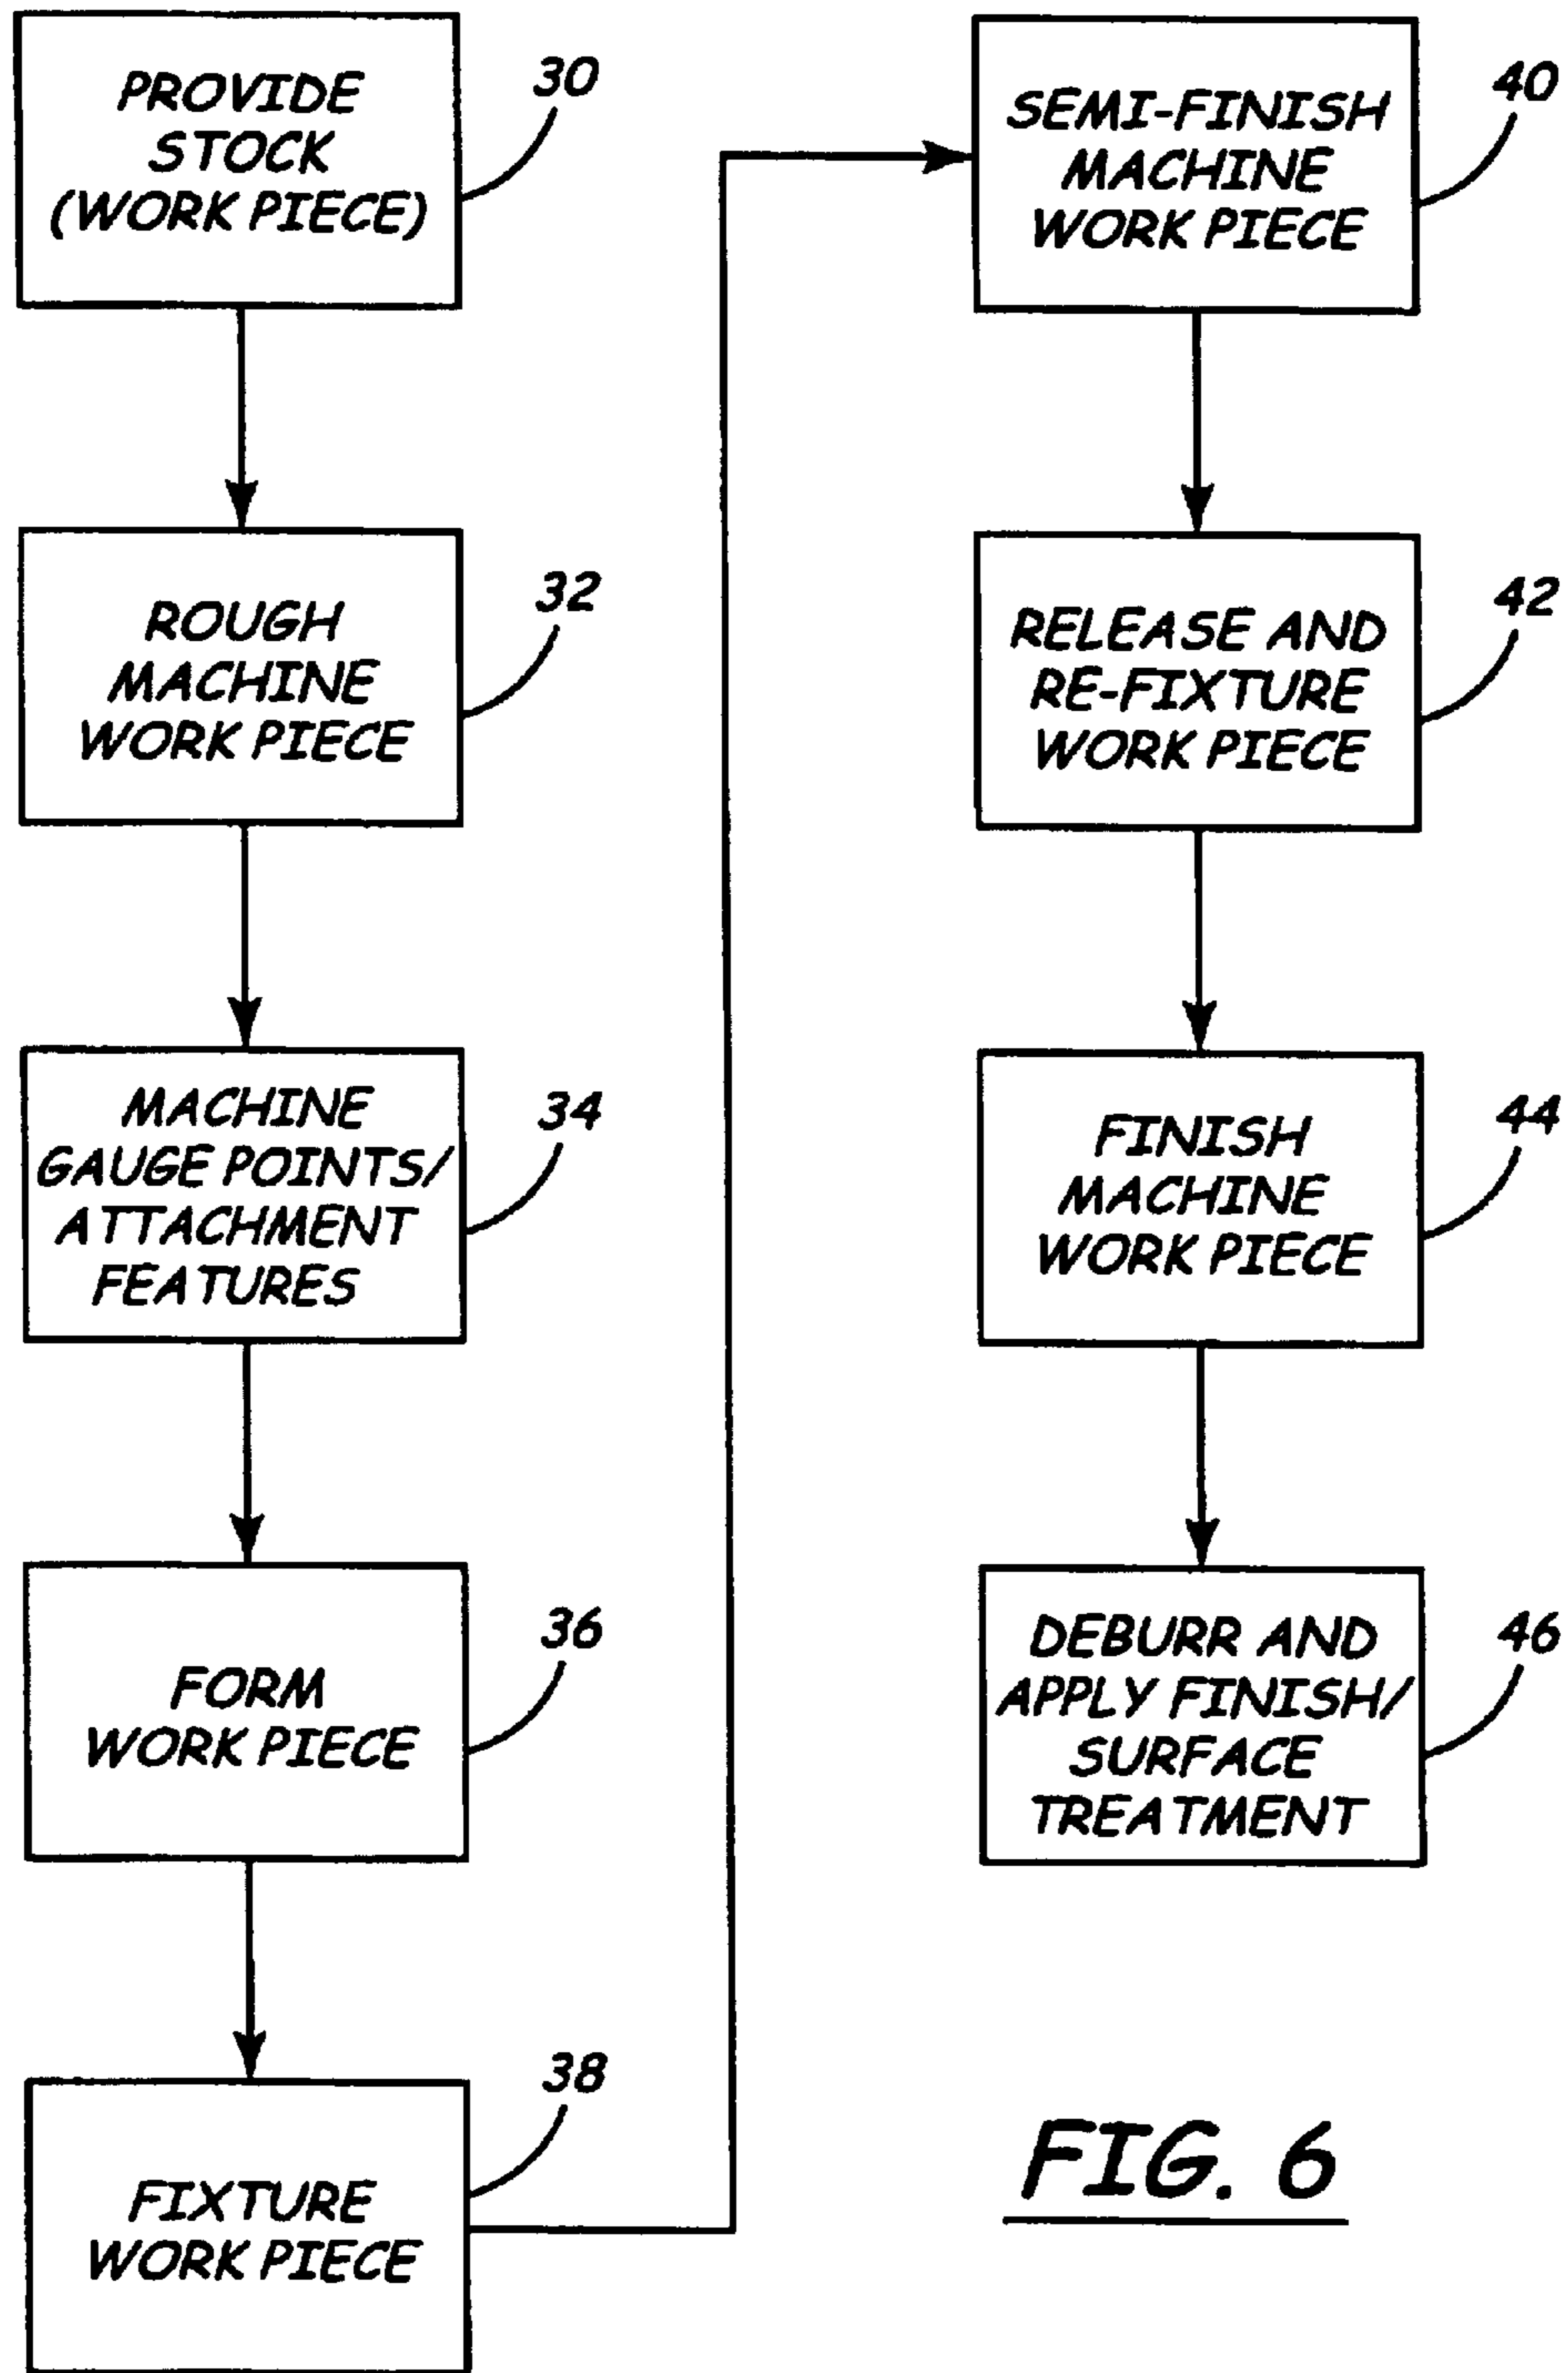 PROVIDE
STOCK
(WORK PIECE)
30
ROUGH
MACHINE
WORK PIECE
32
MACHINE
GAUGE POINTS/
ATTACHMENT
FEATURES
34
FORM
WORK PIECE
36
FIXTURE
WORK PIECE
38
SEMI-FINISH
MACHINE
WORK PIECE
40
RELEASE AND
RE-FIXTURE
WORK PIECE
42
FINISH
MACHINE
WORK PIECE
44
DEBURR AND
APPLY FINISH/
SURFACE
TREATMENT
46
FIG. 6